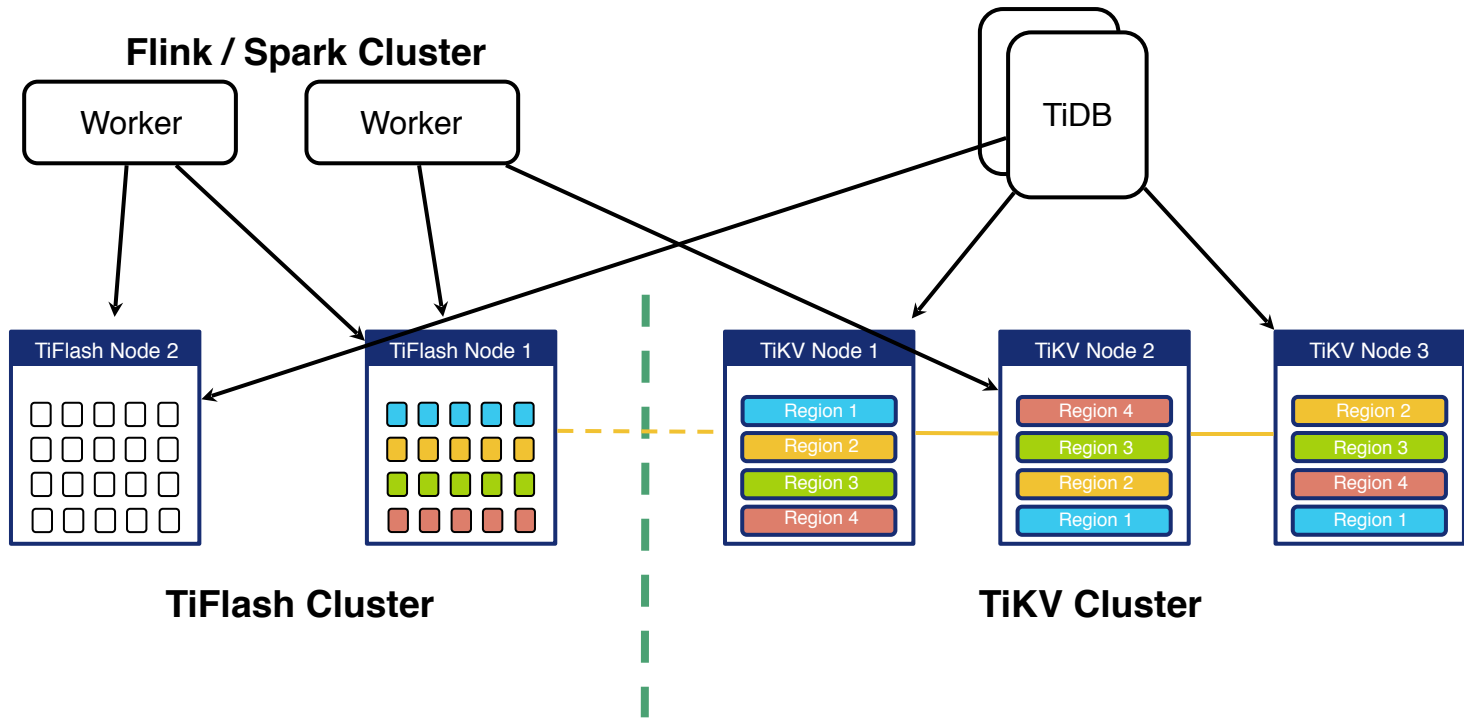 Flink / Spark Cluster
Worker
Worker
TiDB
TiFlash Node 2
TiFlash Node 1
TiKV Node 1
Region 1
Region 2
Region 3
Region 4
TiKV Node 2
Region 4
Region 3
Region 2
Region 1
TiKV Node 3
Region 2
Region 3
Region 4
Region 1
TiFlash Cluster
TiKV Cluster